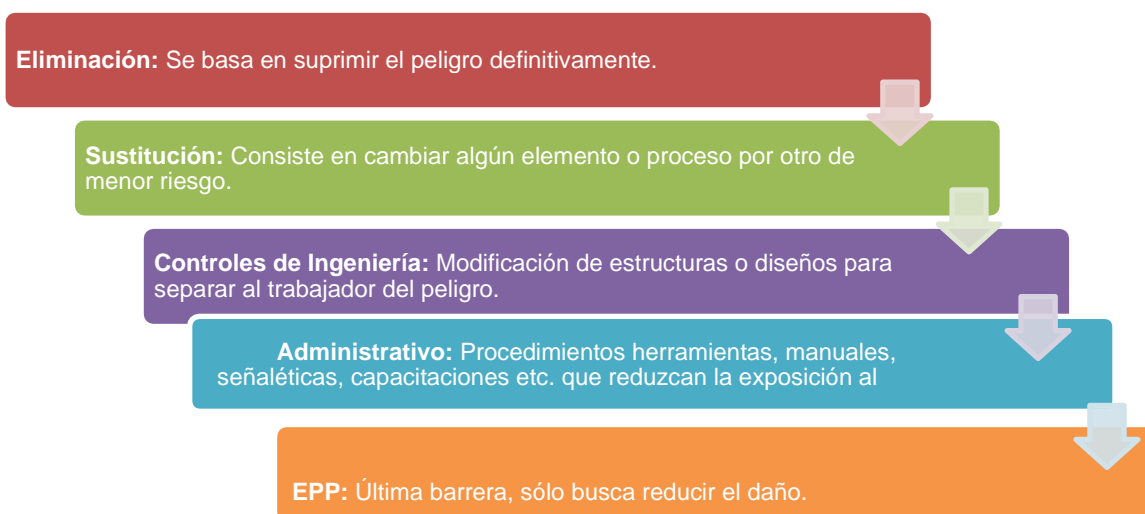 Eliminación: Se basa en suprimir el peligro definitivamente.
Sustitución: Consiste en cambiar algún elemento o proceso por otro de
menor riesgo.
Controles de Ingeniería: Modificación de estructuras o diseños para
separar al trabajador del peligro.
Administrativo: Procedimientos herramientas, manuales,
señaléticas, capacitaciones etc. que reduzcan la exposición al
EPP: Última barrera, sólo busca reducir el daño.